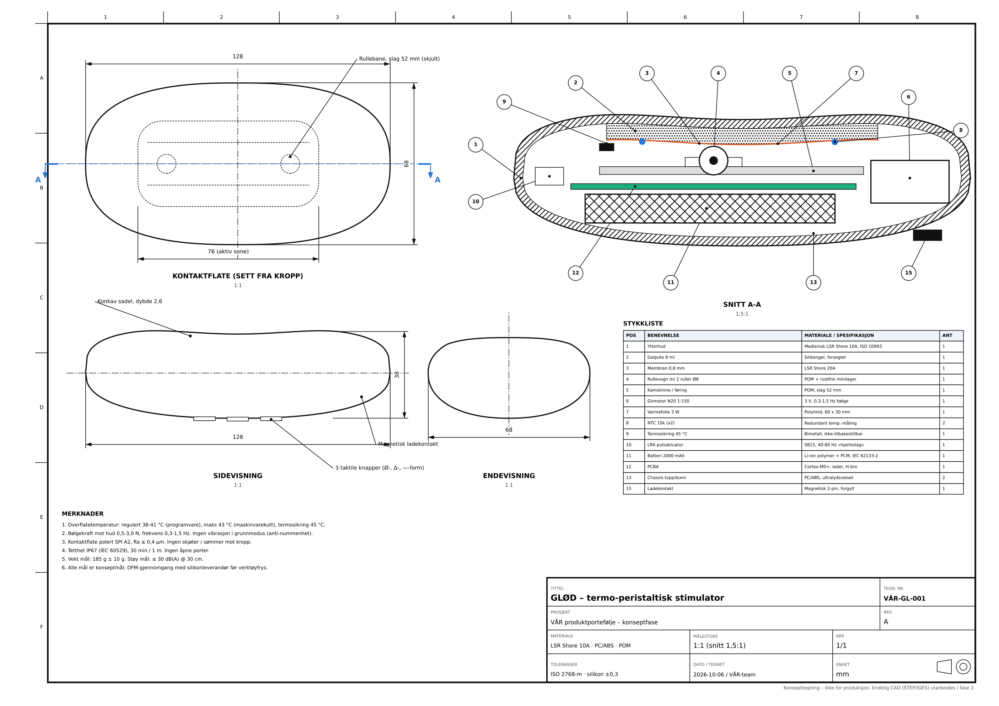 1 2 3 4 5 6 7 8
A
B
C
D
E
F
128
Rullebane, slag 52 mm (skjult)
68
A A
76 (aktiv sone)
KONTAKTFLATE (SETT FRA KROPP)
1:1
3 4 5 7
2
6
9
8
1
10
12 15
11 13
SNITT A-A
1,5:1
Konkav sadel, dybde 2,6
38
128
Magnetisk ladekontakt
3 taktile knapper (Ø-, Δ-, —-form)
SIDEVISNING
1:1
68
ENDEVISNING
1:1
STYKKLISTE
POS BENEVNELSE MATERIALE / SPESIFIKASJON ANT
1 Ytterhud Medisinsk LSR Shore 10A, ISO 10993 1
2 Gelpute 8 ml Silikongel, forseglet 1
3 Membran 0,8 mm LSR Shore 20A 1
4 Rullevogn m/ 2 ruller Ø8 POM + rustfrie minilager 1
5 Kamskinne / føring POM, slag 52 mm 1
6 Girmotor N20 1:150 3 V, 0,3-1,5 Hz bølge 1
7 Varmefolie 3 W Polyimid, 60 x 30 mm 1
8 NTC 10k (x2) Redundant temp.-måling 2
9 Termosikring 45 °C Bimetall, ikke-tilbakestillbar 1
10 LRA pulsaktuator 0815, 40-80 Hz «hjerteslag» 1
11 Batteri 2000 mAh Li-ion polymer + PCM, IEC 62133-2 1
12 PCBA Cortex-M0+, lader, H-bro 1
13 Chassis topp/bunn PC/ABS, ultralydsveiset 2
15 Ladekontakt Magnetisk 2-pin, forgylt 1
MERKNADER
1. Overflatetemperatur: regulert 38-41 °C (programvare), maks 43 °C (maskinvarekutt), termosikring 45 °C.
2. Bølgekraft mot hud 0,5-3,0 N, frekvens 0,3-1,5 Hz. Ingen vibrasjon i grunnmodus (anti-nummenhet).
3. Kontaktflate polert SPI A2, Ra ≤ 0,4 µm. Ingen skjøter / sømmer mot kropp.
4. Tetthet IP67 (IEC 60529), 30 min / 1 m. Ingen åpne porter.
5. Vekt mål: 185 g ± 10 g. Støy mål: ≤ 30 dB(A) @ 30 cm.
6. Alle mål er konseptmål; DFM-gjennomgang med silikonleverandør før verktøyfrys.
TITTEL TEGN. NR.
GLØD – termo-peristaltisk stimulator VÅR-GL-001
PROSJEKT REV.
VÅR produktportefølje – konseptfase A
MATERIALE MÅLESTOKK ARK
LSR Shore 10A · PC/ABS · POM 1:1 (snitt 1,5:1) 1/1
TOLERANSER DATO / TEGNET ENHET
ISO 2768-m · silikon ±0,3 2026-10-06 / VÅR-team mm
Konsepttegning – ikke for produksjon. Endelig CAD (STEP/IGES) utarbeides i fase 2.